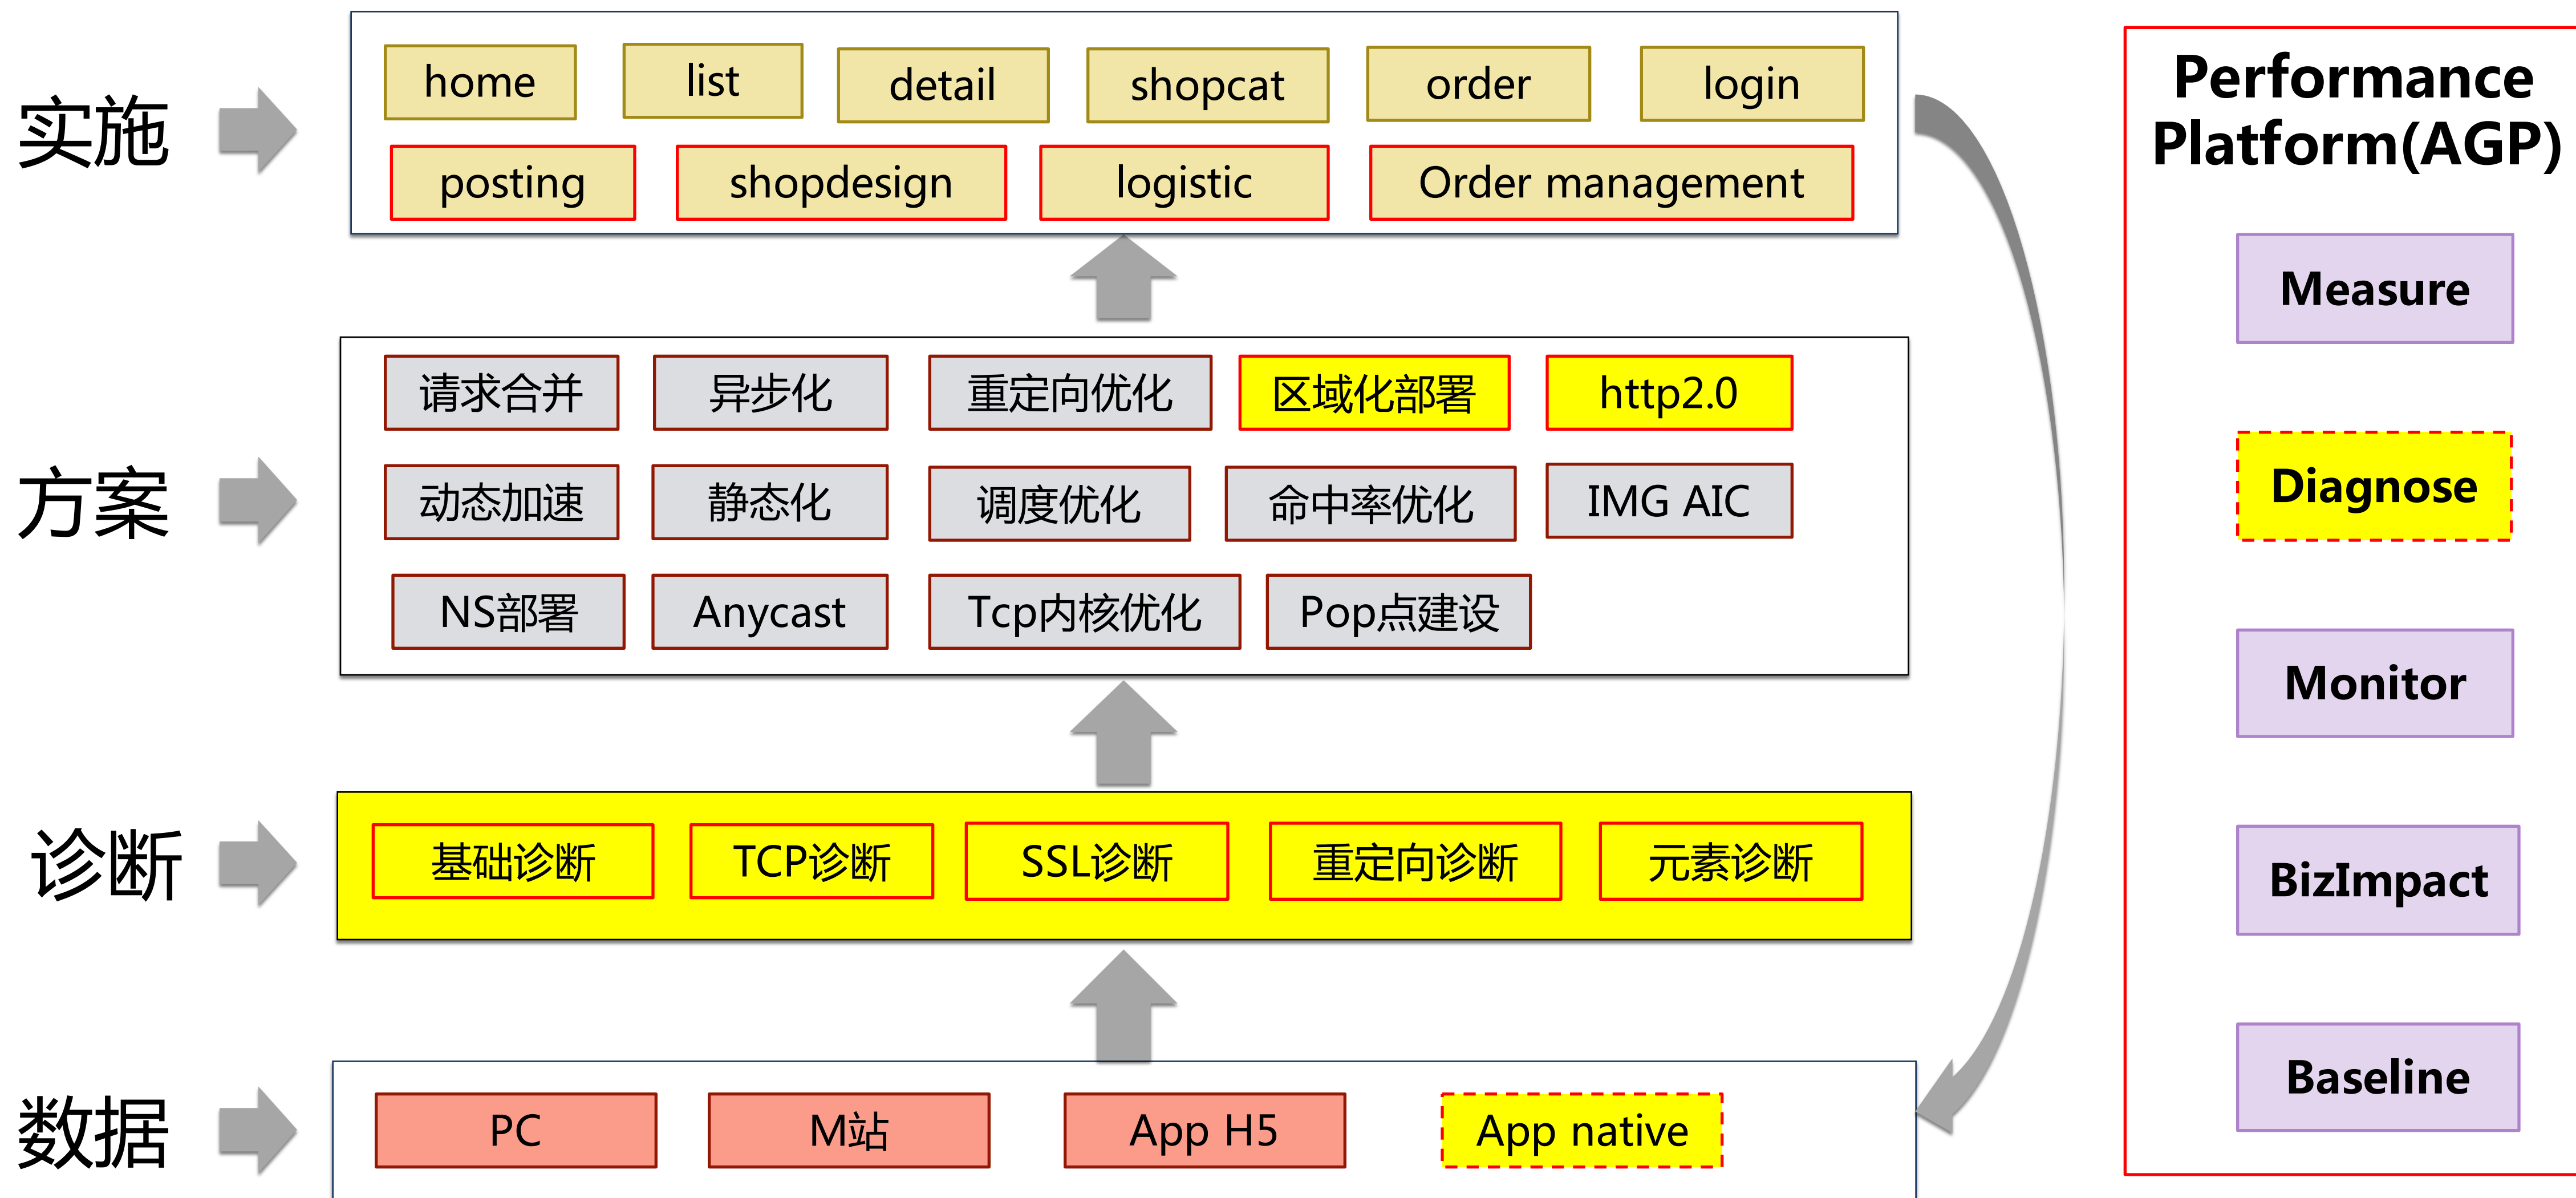 实施
home
list
detail
shopcat
order
login
posting
shopdesign
logistic
Order management
方案
请求合并
异步化
重定向优化
区域化部署
http2.0
动态加速
静态化
调度优化
命中率优化
IMG AIC
NS部署
Anycast
Tcp内核优化
Pop点建设
诊断
基础诊断
TCP诊断
SSL诊断
重定向诊断
元素诊断
数据
PC
M站
App H5
App native
Performance
Platform(AGP)
Measure
Diagnose
Monitor
BizImpact
Baseline